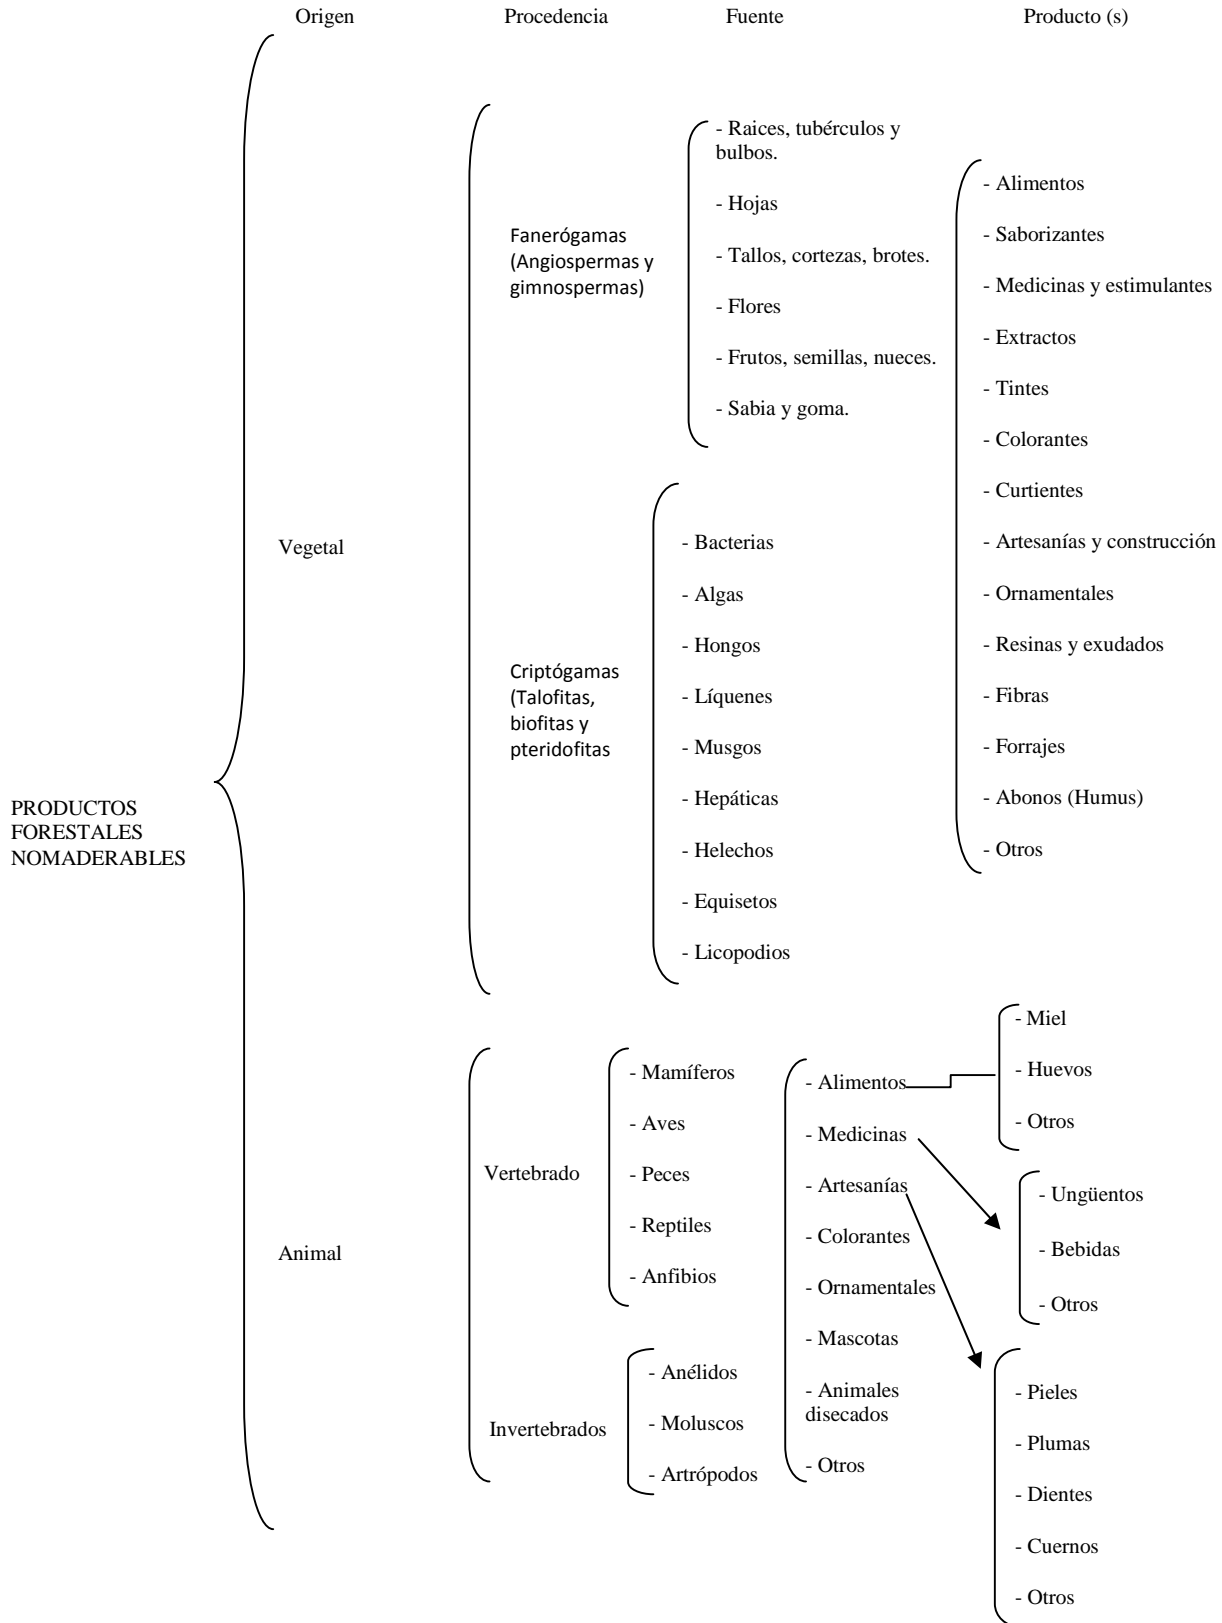 Origen
Procedencia
Fuente
Producto (s)
PRODUCTOS
FORESTALES
NOMADERABLES
Vegetal
Fanerógamas
(Angiospermas y
gimnospermas)
- Raices, tubérculos y
bulbos.
- Hojas
- Tallos, cortezas, brotes.
- Flores
- Frutos, semillas, nueces.
- Sabia y goma.
Criptógamas
(Talofitas,
biofitas y
pteridofitas
- Bacterias
- Algas
- Hongos
- Líquenes
- Musgos
- Hepáticas
- Helechos
- Equisetos
- Licopodios
- Alimentos
- Saborizantes
- Medicinas y estimulantes
- Extractos
- Tintes
- Colorantes
- Curtientes
- Artesanías y construcción
- Ornamentales
- Resinas y exudados
- Fibras
- Forrajes
- Abonos (Humus)
- Otros
Animal
Vertebrado
- Mamíferos
- Aves
- Peces
- Reptiles
- Anfibios
Invertebrados
- Anélidos
- Moluscos
- Artrópodos
- Alimentos
- Medicinas
- Artesanías
- Colorantes
- Ornamentales
- Mascotas
- Animales
disecados
- Otros
- Miel
- Huevos
- Otros
- Ungüentos
- Bebidas
- Otros
- Pieles
- Plumas
- Dientes
- Cuernos
- Otros